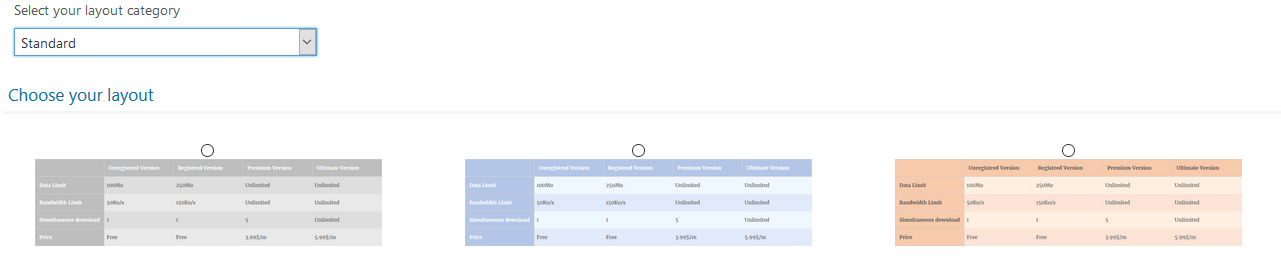 Select your layout category
Standard
Choose your layout
Unregistred Version Registred Version Premium Version Ultimate Version
Data Limit 100Mo 250Mo Unlimited Unlimited
Bandwidth Limit 50Ko/s 150Ko/s Unlimited Unlimited
Simultaneous download 1 1 5 Unlimited
Price Free Free 3.99$/m 5.99$/m
Unregistred Version Registred Version Premium Version Ultimate Version
Data Limit 100Mo 250Mo Unlimited Unlimited
Bandwidth Limit 50Ko/s 150Ko/s Unlimited Unlimited
Simultaneous download 1 1 5 Unlimited
Price Free Free 3.99$/m 5.99$/m
Unregistred Version Registred Version Premium Version Ultimate Version
Data Limit 100Mo 250Mo Unlimited Unlimited
Bandwidth Limit 50Ko/s 150Ko/s Unlimited Unlimited
Simultaneous download 1 1 5 Unlimited
Price Free Free 3.99$/m 5.99$/m